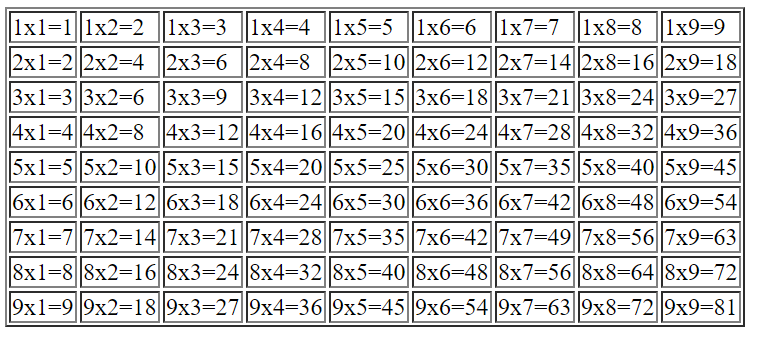 1x1=1 1x2=2 1x3=3 1x4=4 1x5=5 1x6=6 1x7=7 1x8=8 1x9=9
2x1=2 2x2=4 2x3=6 2x4=8 2x5=10 2x6=12 2x7=14 2x8=16 2x9=18
3x1=3 3x2=6 3x3=9 3x4=12 3x5=15 3x6=18 3x7=21 3x8=24 3x9=27
4x1=4 4x2=8 4x3=12 4x4=16 4x5=20 4x6=24 4x7=28 4x8=32 4x9=36
5x1=5 5x2=10 5x3=15 5x4=20 5x5=25 5x6=30 5x7=35 5x8=40 5x9=45
6x1=6 6x2=12 6x3=18 6x4=24 6x5=30 6x6=36 6x7=42 6x8=48 6x9=54
7x1=7 7x2=14 7x3=21 7x4=28 7x5=35 7x6=42 7x7=49 7x8=56 7x9=63
8x1=8 8x2=16 8x3=24 8x4=32 8x5=40 8x6=48 8x7=56 8x8=64 8x9=72
9x1=9 9x2=18 9x3=27 9x4=36 9x5=45 9x6=54 9x7=63 9x8=72 9x9=81